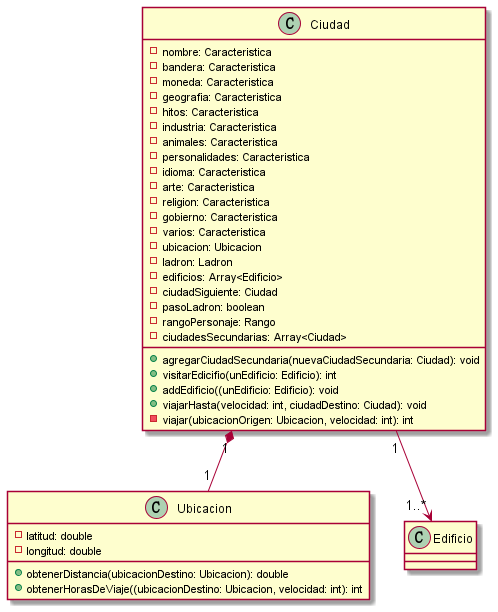 C Ciudad
nombre: Caracteristica
bandera: Caracteristica
moneda: Caracteristica
geografia: Caracteristica
hitos: Caracteristica
industria: Caracteristica
animales: Caracteristica
personalidades: Caracteristica
idioma: Caracteristica
arte: Caracteristica
religion: Caracteristica
gobierno: Caracteristica
varios: Caracteristica
ubicacion: Ubicacion
ladron: Ladron
edificios: Array<Edificio>
ciudadSiguiente: Ciudad
pasoLadron: boolean
rangoPersonaje: Rango
ciudadesSecundarias: Array<Ciudad>
agregarCiudadSecundaria(nuevaCiudadSecundaria: Ciudad): void
visitarEdicifio(unEdificio: Edificio): int
addEdificio((unEdificio: Edificio): void
viajarHasta(velocidad: int, ciudadDestino: Ciudad): void
viajar(ubicacionOrigen: Ubicacion, velocidad: int): int
1 1
1 1..*
C Ubicacion
latitud: double
longitud: double
obtenerDistancia(ubicacionDestino: Ubicacion): double
obtenerHorasDeViaje((ubicacionDestino: Ubicacion, velocidad: int): int
C Edificio